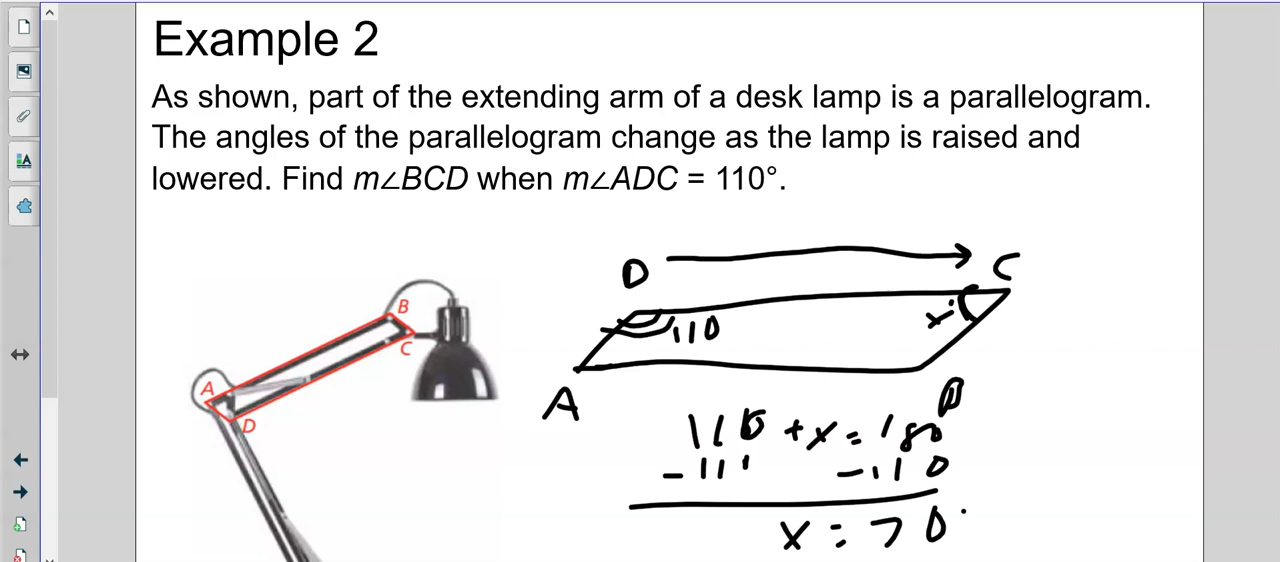 Example 2
As shown, part of the extending arm of a desk lamp is a parallelogram.
The angles of the parallelogram change as the lamp is raised and
lowered. Find m∠BCD when m∠ADC = 110°.
B
C
A
D
D
C
110
x°
A
B
110 + x = 180
-110 -110
x = 70